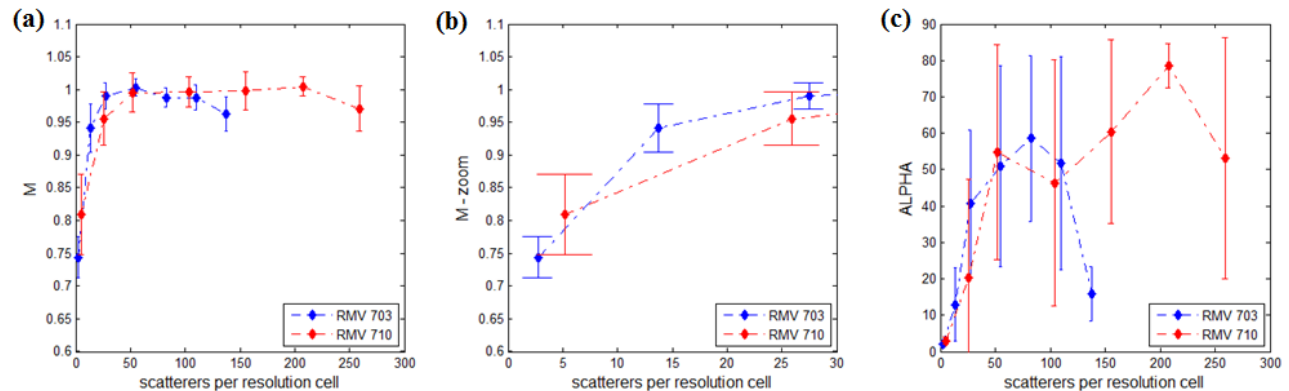 (a)
1.1
1.05
1
0.95
0.9
0.85
0.8
0.75
0.7
0.65
0.6
M
0 50 100 150 200 250 300
scatterers per resolution cell
RMV 703
RMV 710
(b)
1.1
1.05
1
0.95
0.9
0.85
0.8
0.75
0.7
0.65
0.6
M - zoom
0 5 10 15 20 25 30
scatterers per resolution cell
RMV 703
RMV 710
(c)
90
80
70
60
50
40
30
20
10
0
ALPHA
0 50 100 150 200 250 300
scatterers per resolution cell
RMV 703
RMV 710